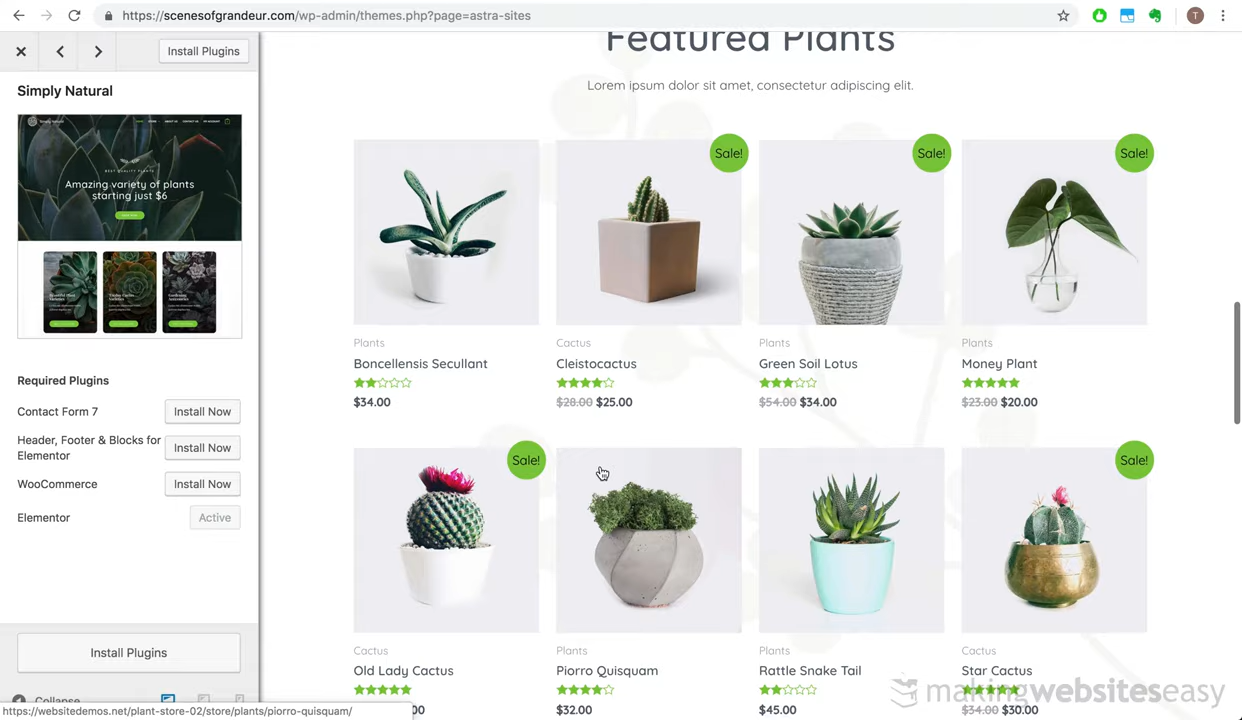 https://scenesofgrandeur.com/wp-admin/themes.php?page=astra-sites
T
Install Plugins
Simply Natural
Amazing variety of plants
starting just $6
Required Plugins
Contact Form 7
Install Now
Header, Footer & Blocks for
Elementor
Install Now
WooCommerce
Install Now
Elementor
Active
Install Plugins
Collapse
https://websitedemos.net/plant-store-02/store/plants/piorro-quisquam/
Featured Plants
Lorem ipsum dolor sit amet, consectetur adipiscing elit.
Sale!
Sale!
Sale!
Plants
Cactus
Plants
Plants
Boncellensis Secullant
Cleistocactus
Green Soil Lotus
Money Plant
$34.00
$28.00 $25.00
$54.00 $34.00
$23.00 $20.00
Sale!
Sale!
Cactus
Plants
Plants
Cactus
Old Lady Cactus
Piorro Quisquam
Rattle Snake Tail
Star Cactus
$32.00
$45.00
$34.00 $30.00
makingwebsiteseasy